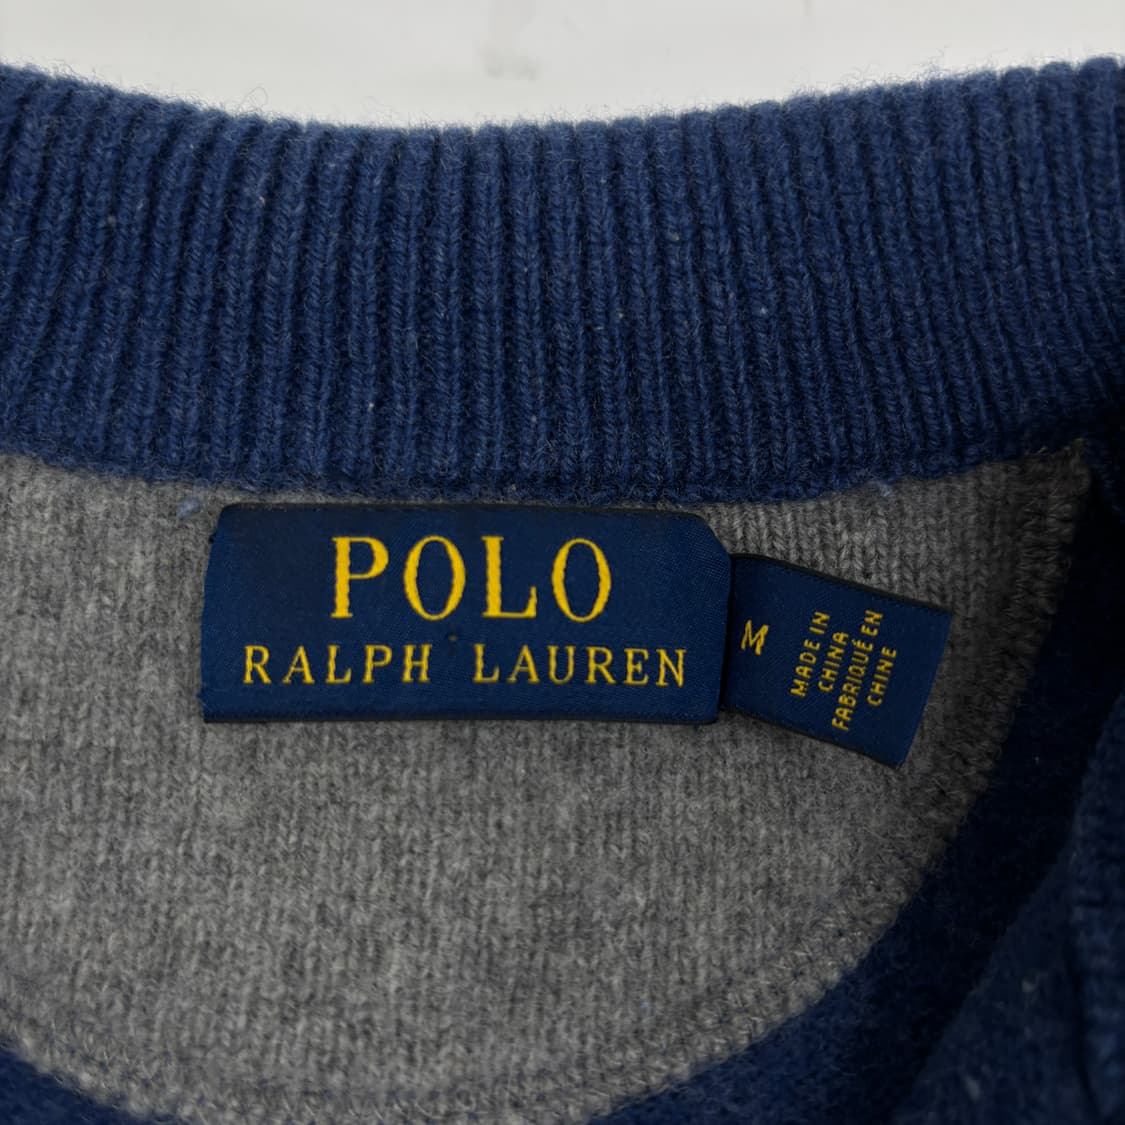 POLO
RALPH LAUREN
M
MADE IN
CHINA
FABRIQUÉ EN
CHINE